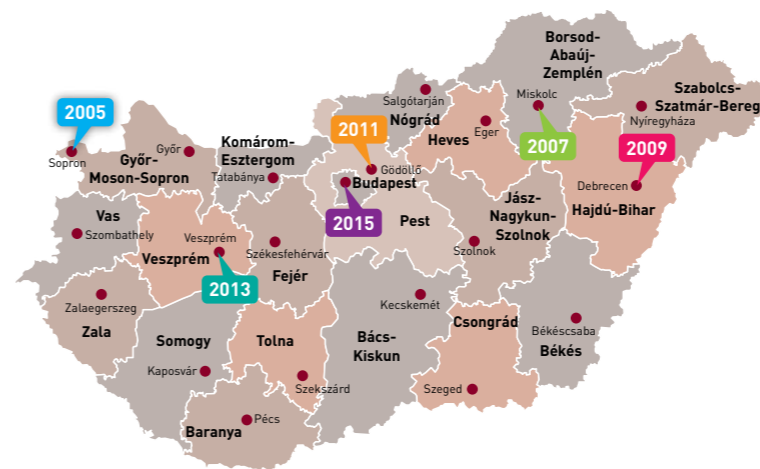 Borsod-
Abaúj-
Zemplén
Szabolcs-
Szatmár-Bereg
Salgótarján
Miskolc
Nyíregyháza
2005
2011
Nógrád
Heves
Eger
2007
2009
Sopron
Győr
Győr-
Moson-Sopron
Komárom-
Esztergom
Tatabánya
Gödöllő
Budapest
Debrecen
Hajdú-Bihar
Vas
Szombathely
Veszprém
Veszprém
2013
Székesfehérvár
Fejér
2015
Pest
Jász-
Nagykun-
Szolnok
Szolnok
Zalaegerszeg
Zala
Somogy
Kaposvár
Tolna
Szekszárd
Kecskemét
Bács-
Kiskun
Csongrád
Szeged
Békéscsaba
Békés
Pécs
Baranya